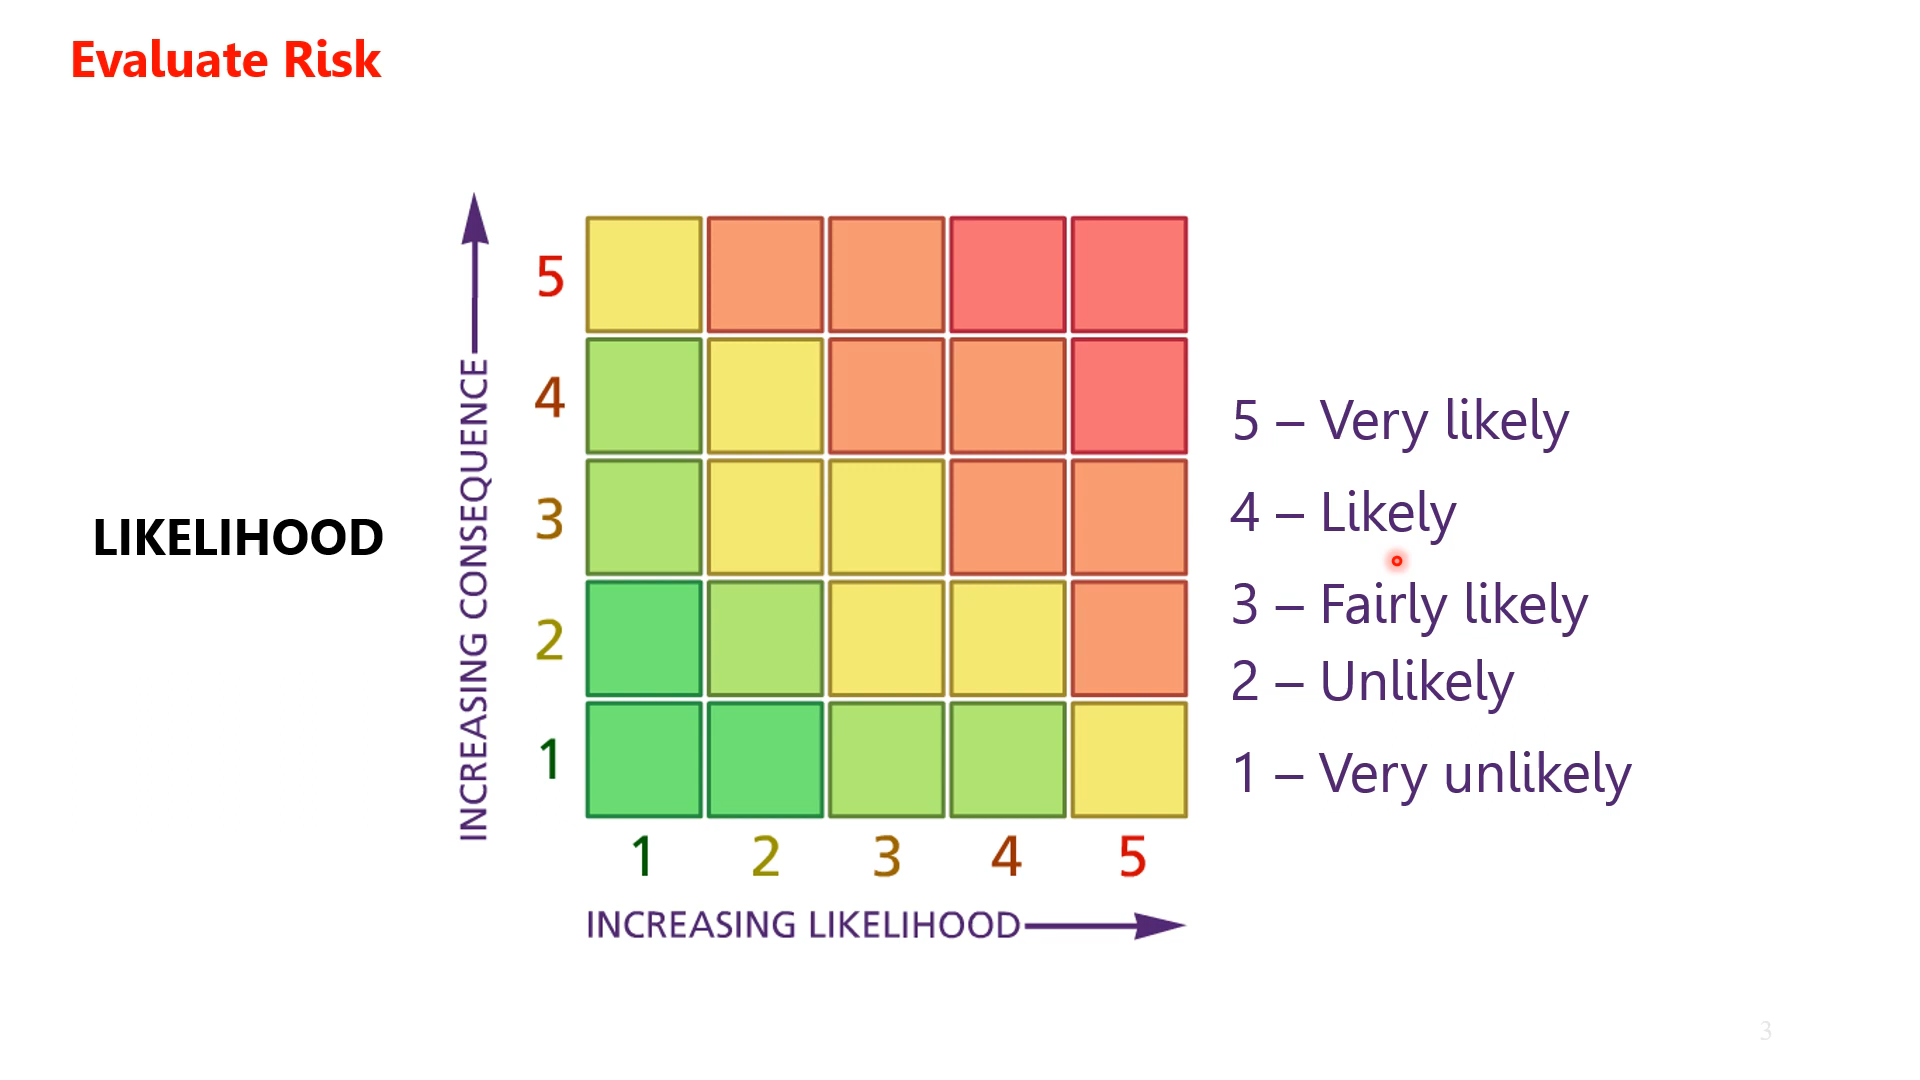 Evaluate Risk
LIKELIHOOD
INCREASING CONSEQUENCE
5
4
3
2
1
1 2 3 4 5
INCREASING LIKELIHOOD
5 – Very likely
4 – Likely
3 – Fairly likely
2 – Unlikely
1 – Very unlikely
3